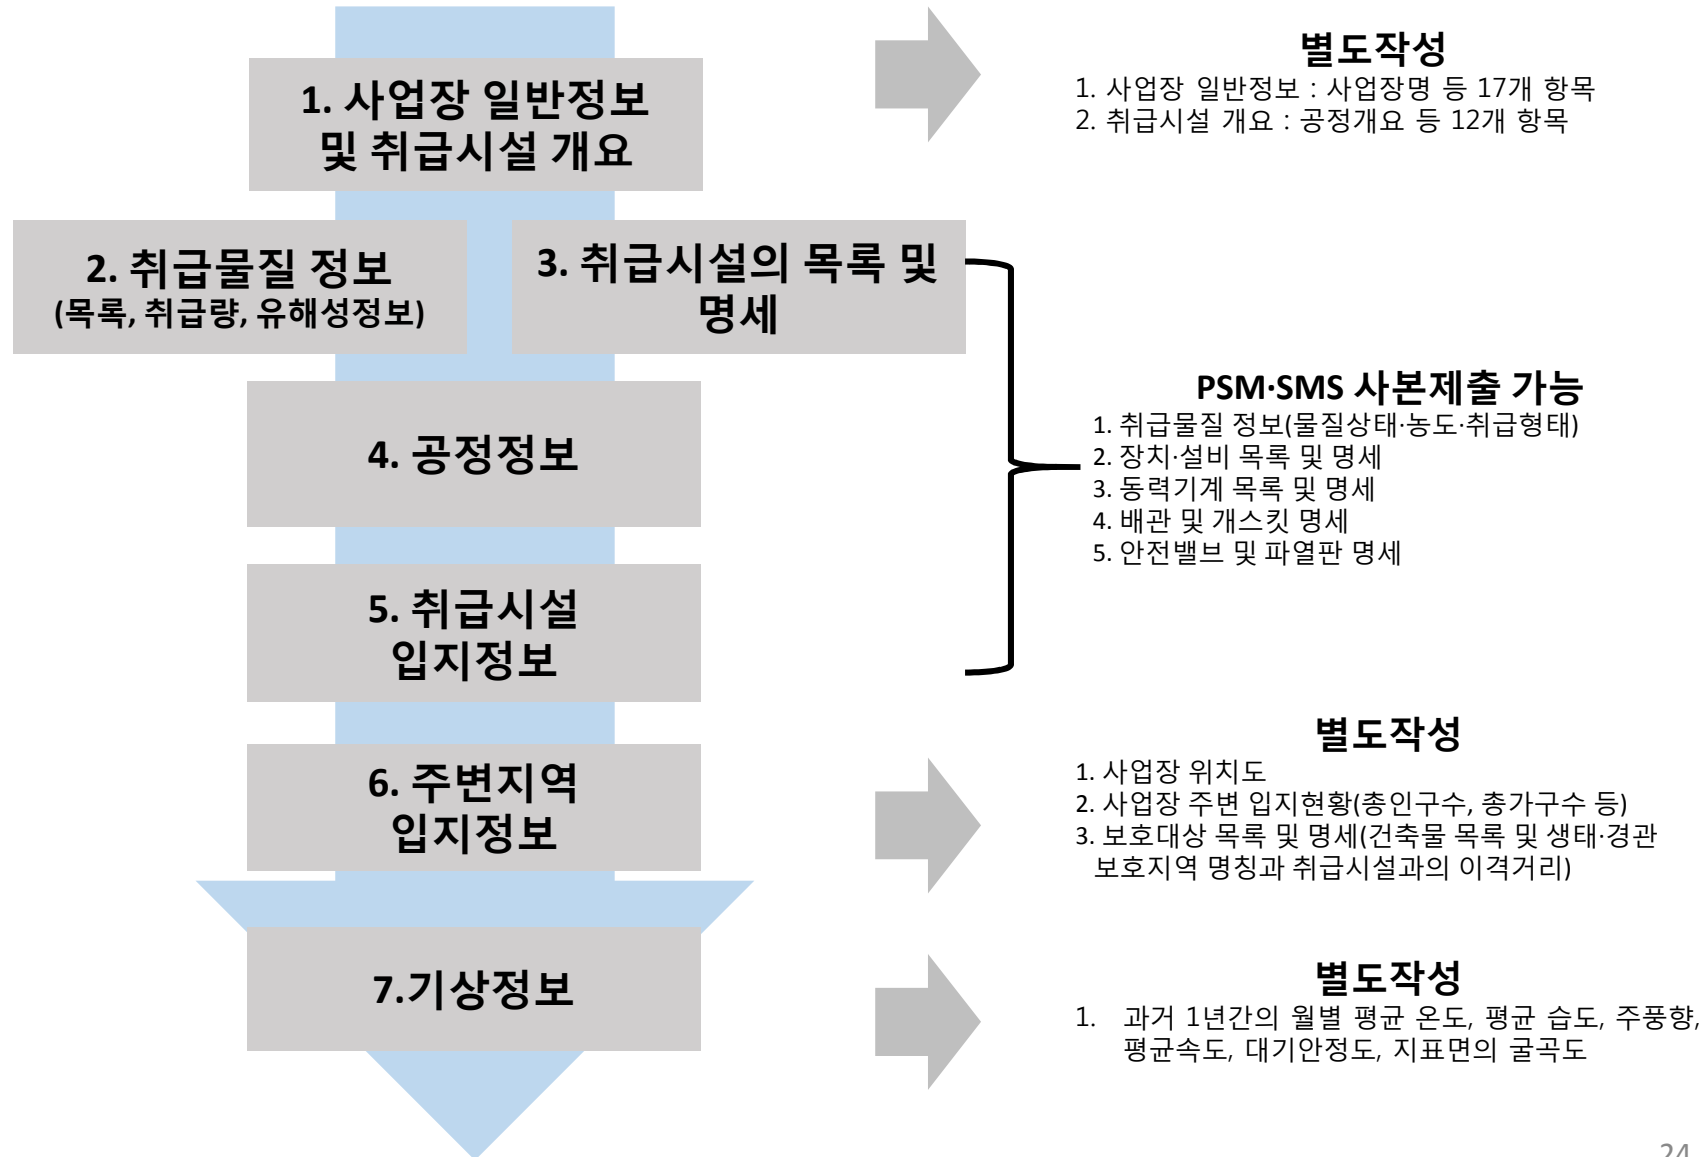 1. 사업장 일반정보
및 취급시설 개요
별도작성
1. 사업장 일반정보 : 사업장명 등 17개 항목
2. 취급시설 개요 : 공정개요 등 12개 항목
2. 취급물질 정보
(목록, 취급량, 유해성정보)
3. 취급시설의 목록 및
명세
4. 공정정보
5. 취급시설
입지정보
PSM·SMS 사본제출 가능
1. 취급물질 정보(물질상태·농도·취급형태)
2. 장치·설비 목록 및 명세
3. 동력기계 목록 및 명세
4. 배관 및 개스킷 명세
5. 안전밸브 및 파열판 명세
6. 주변지역
입지정보
별도작성
1. 사업장 위치도
2. 사업장 주변 입지현황(총인구수, 총가구수 등)
3. 보호대상 목록 및 명세(건축물 목록 및 생태·경관
보호지역 명칭과 취급시설과의 이격거리)
7.기상정보
별도작성
1. 과거 1년간의 월별 평균 온도, 평균 습도, 주풍향,
평균속도, 대기안정도, 지표면의 굴곡도
24